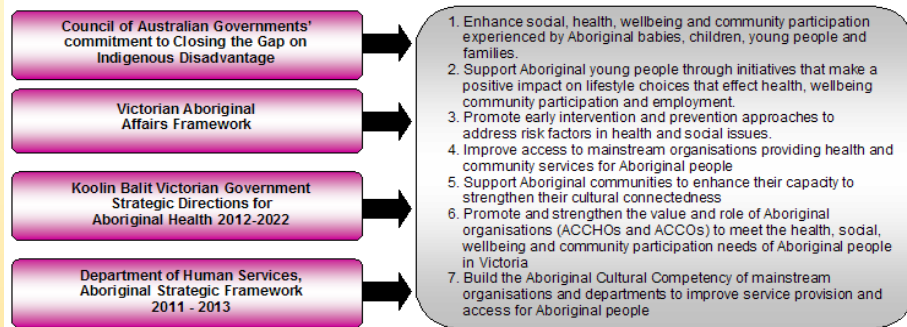 Council of Australian Governments'
commitment to Closing the Gap on
Indigenous Disadvantage
Victorian Aboriginal
Affairs Framework
Koolin Balit Victorian Government
Strategic Directions for
Aboriginal Health 2012-2022
Department of Human Services,
Aboriginal Strategic Framework
2011 - 2013
1. Enhance social, health, wellbeing and community participation
experienced by Aboriginal babies, children, young people and
families.
2. Support Aboriginal young people through initiatives that make a
positive impact on lifestyle choices that effect health, wellbeing
community participation and employment.
3. Promote early intervention and prevention approaches to
address risk factors in health and social issues.
4. Improve access to mainstream organisations providing health and
community services for Aboriginal people
5. Support Aboriginal communities to enhance their capacity to
strengthen their cultural connectedness
6. Promote and strengthen the value and role of Aboriginal
organisations (ACCHOs and ACCOs) to meet the health, social,
wellbeing and community participation needs of Aboriginal people
in Victoria
7. Build the Aboriginal Cultural Competency of mainstream
organisations and departments to improve service provision and
access for Aboriginal people